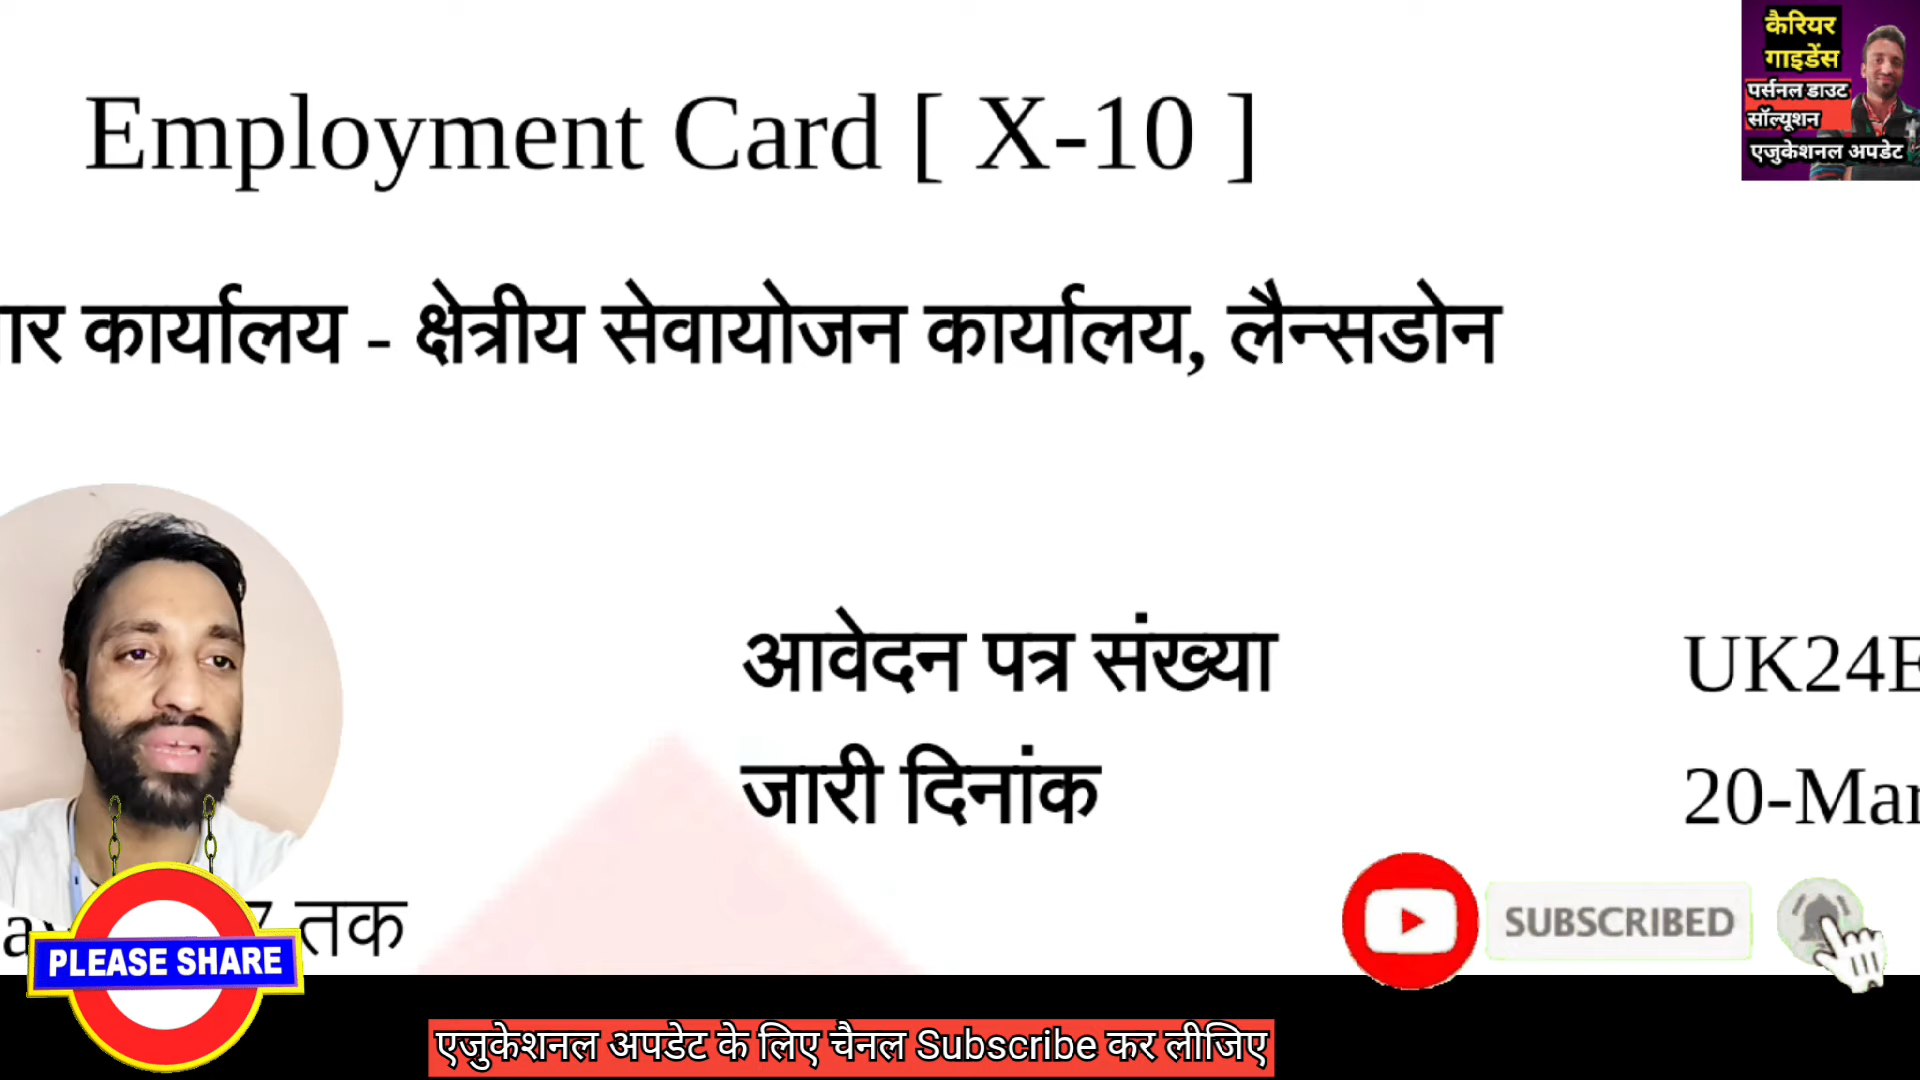 कैरियर
गाइडेंस
पर्सनल डाउट
सॉल्यूशन
एजुकेशनल अपडेट
Employment Card [ X-10 ]
कार्यालय - क्षेत्रीय सेवायोजन कार्यालय, लैन्सडोन
आवेदन पत्र संख्या UK24E
जारी दिनांक 20-Mar
तक
SUBSCRIBED
PLEASE SHARE
एजुकेशनल अपडेट के लिए चैनल Subscribe कर लीजिए